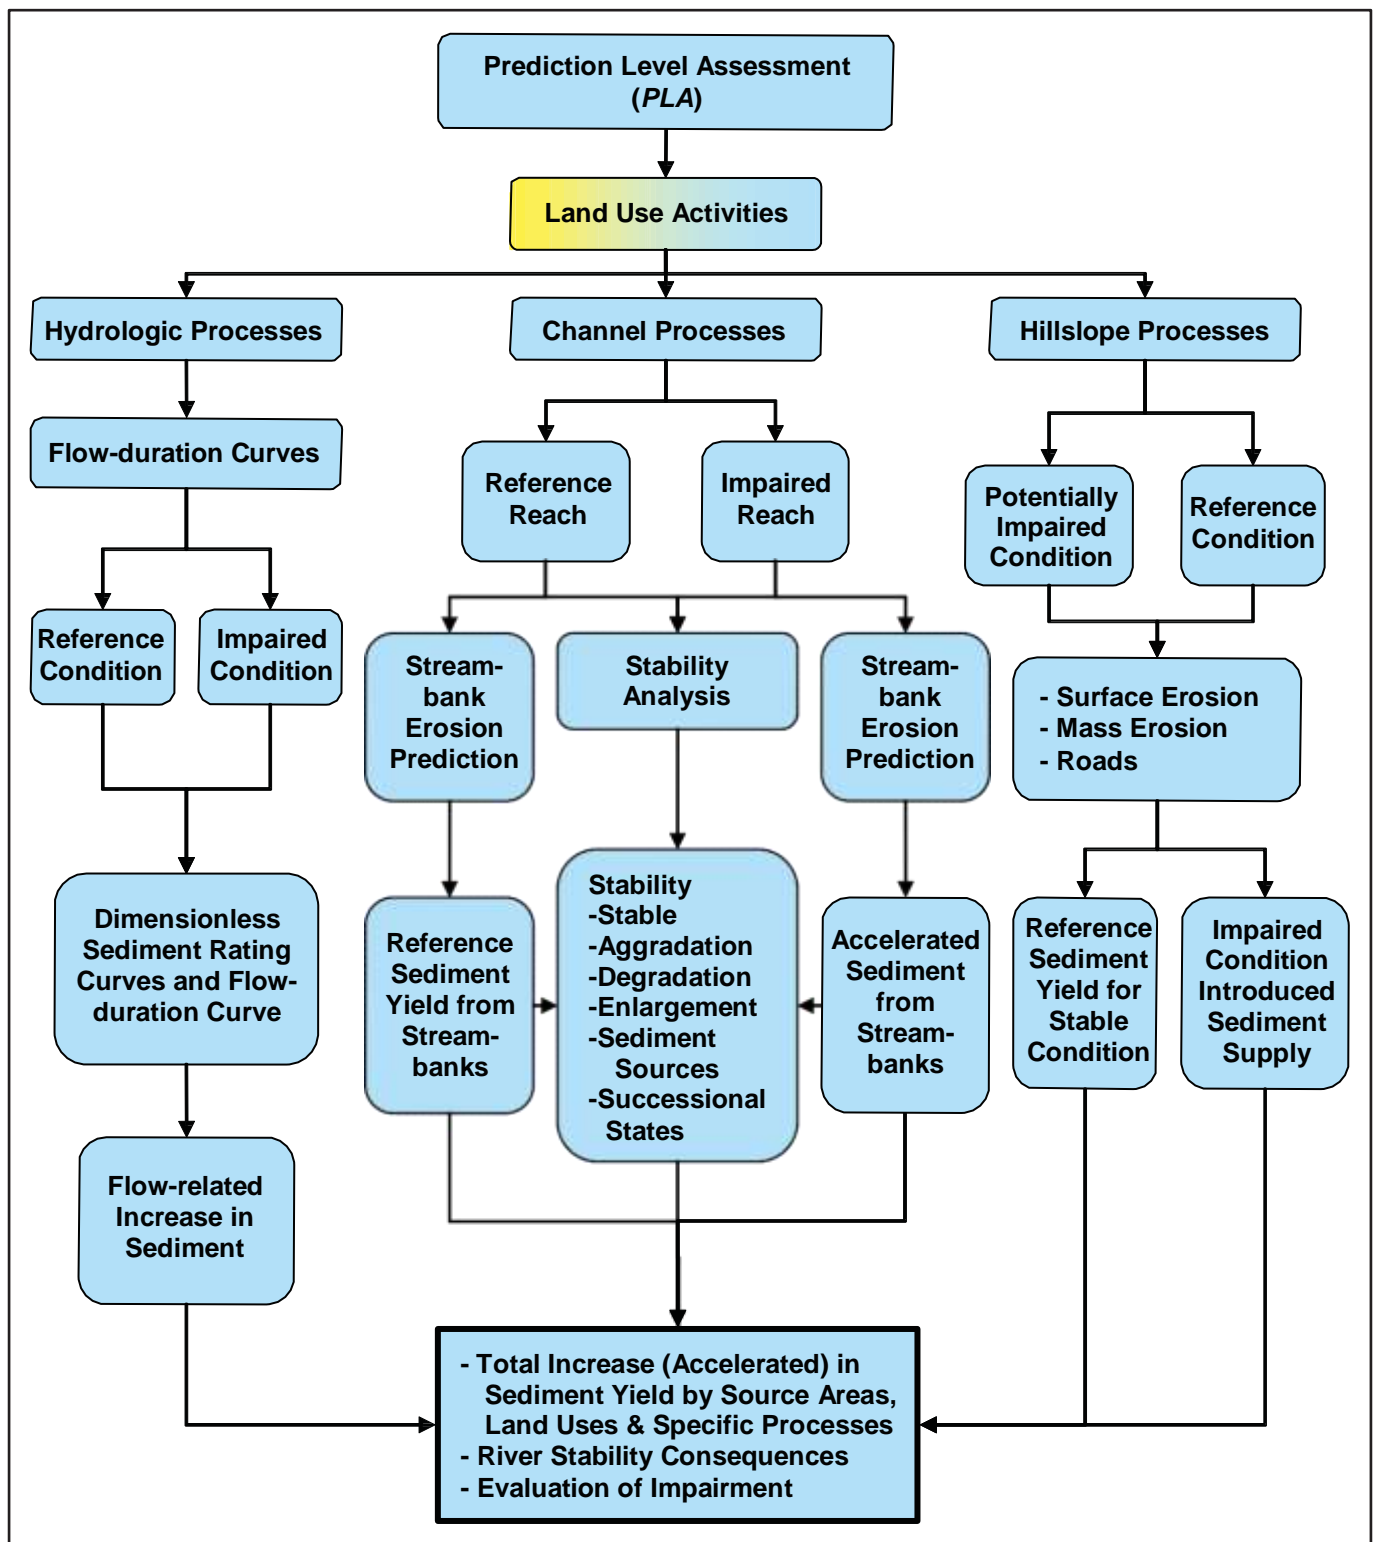 Prediction Level Assessment
(PLA)
Land Use Activities
Hydrologic Processes
Channel Processes
Hillslope Processes
Flow-duration Curves
Reference
Reach
Impaired
Reach
Potentially
Impaired
Condition
Reference
Condition
Reference
Condition
Impaired
Condition
Stream-
bank
Erosion
Prediction
Stability
Analysis
Stream-
bank
Erosion
Prediction
- Surface Erosion
- Mass Erosion
- Roads
Dimensionless
Sediment Rating
Curves and Flow-
duration Curve
Reference
Sediment
Yield from
Stream-
banks
Stability
-Stable
-Aggradation
-Degradation
-Enlargement
-Sediment
Sources
-Successional
States
Accelerated
Sediment
from
Stream-
banks
Reference
Sediment
Yield for
Stable
Condition
Impaired
Condition
Introduced
Sediment
Supply
Flow-related
Increase in
Sediment
- Total Increase (Accelerated) in
Sediment Yield by Source Areas,
Land Uses & Specific Processes
- River Stability Consequences
- Evaluation of Impairment